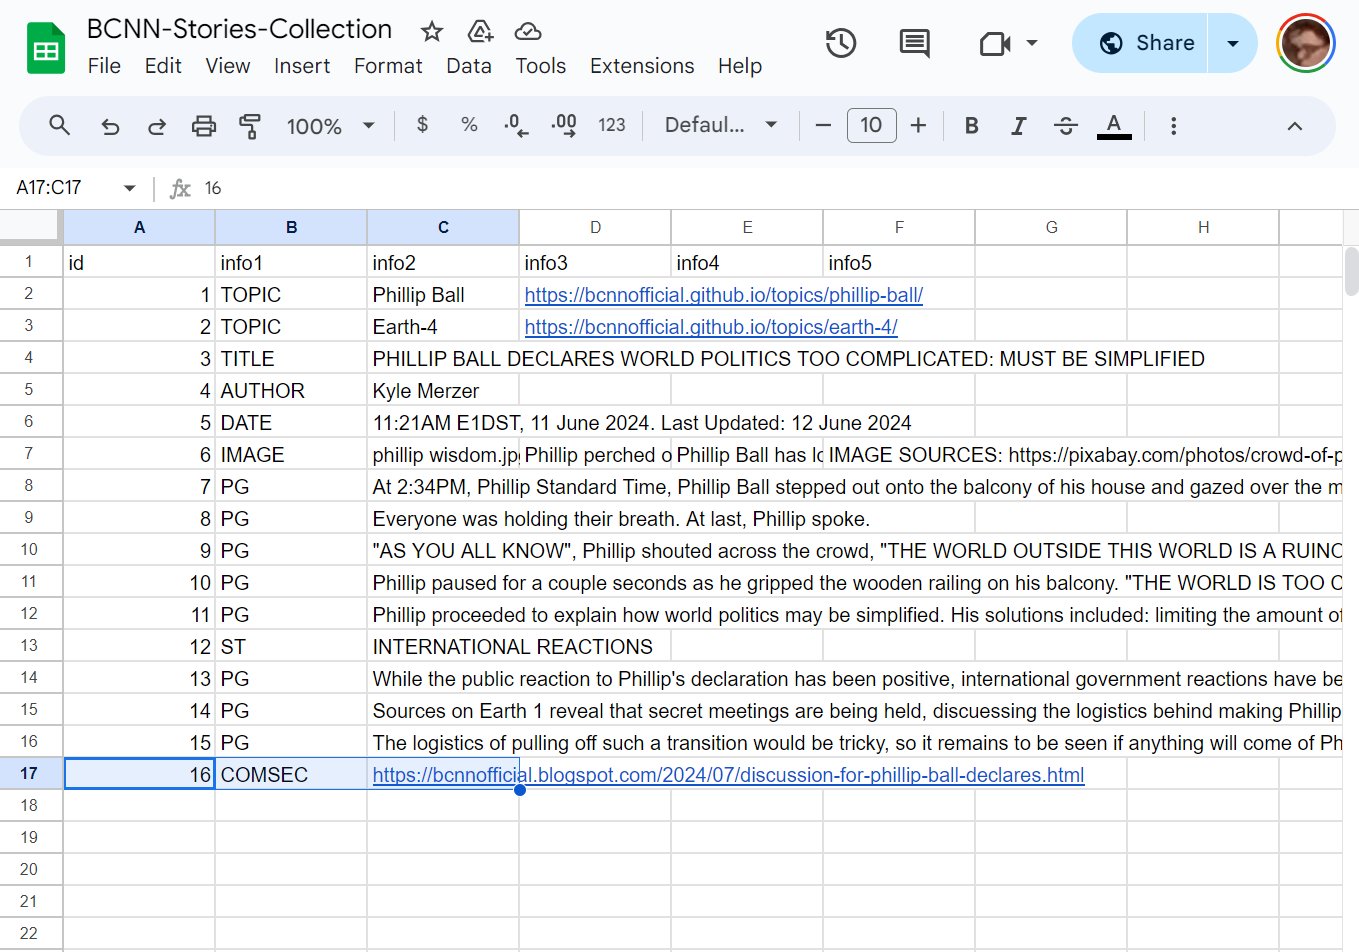 BCNN-Stories-Collection
File Edit View Insert Format Data Tools Extensions Help
Share
100% $ % .0 .00 123 Defaul... 10 B I S A
A17:C17 fx 16
A B C D E F G H
1 id info1 info2 info3 info4 info5
2 1 TOPIC Phillip Ball https://bcnnofficial.github.io/topics/phillip-ball/
3 2 TOPIC Earth-4 https://bcnnofficial.github.io/topics/earth-4/
4 3 TITLE PHILLIP BALL DECLARES WORLD POLITICS TOO COMPLICATED: MUST BE SIMPLIFIED
5 4 AUTHOR Kyle Merzer
6 5 DATE 11:21AM E1DST, 11 June 2024. Last Updated: 12 June 2024
7 6 IMAGE phillip wisdom.jp Phillip perched o Phillip Ball has lo IMAGE SOURCES: https://pixabay.com/photos/crowd-of-p
8 7 PG At 2:34PM, Phillip Standard Time, Phillip Ball stepped out onto the balcony of his house and gazed over the m
9 8 PG Everyone was holding their breath. At last, Phillip spoke.
10 9 PG "AS YOU ALL KNOW", Phillip shouted across the crowd, "THE WORLD OUTSIDE THIS WORLD IS A RUINO
11 10 PG Phillip paused for a couple seconds as he gripped the wooden railing on his balcony. "THE WORLD IS TOO C
12 11 PG Phillip proceeded to explain how world politics may be simplified. His solutions included: limiting the amount of
13 12 ST INTERNATIONAL REACTIONS
14 13 PG While the public reaction to Phillip's declaration has been positive, international government reactions have be
15 14 PG Sources on Earth 1 reveal that secret meetings are being held, discuessing the logistics behind making Phillip
16 15 PG The logistics of pulling off such a transition would be tricky, so it remains to be seen if anything will come of Ph
17 16 COMSEC https://bcnnofficial.blogspot.com/2024/07/discussion-for-phillip-ball-declares.html
18
19
20
21
22